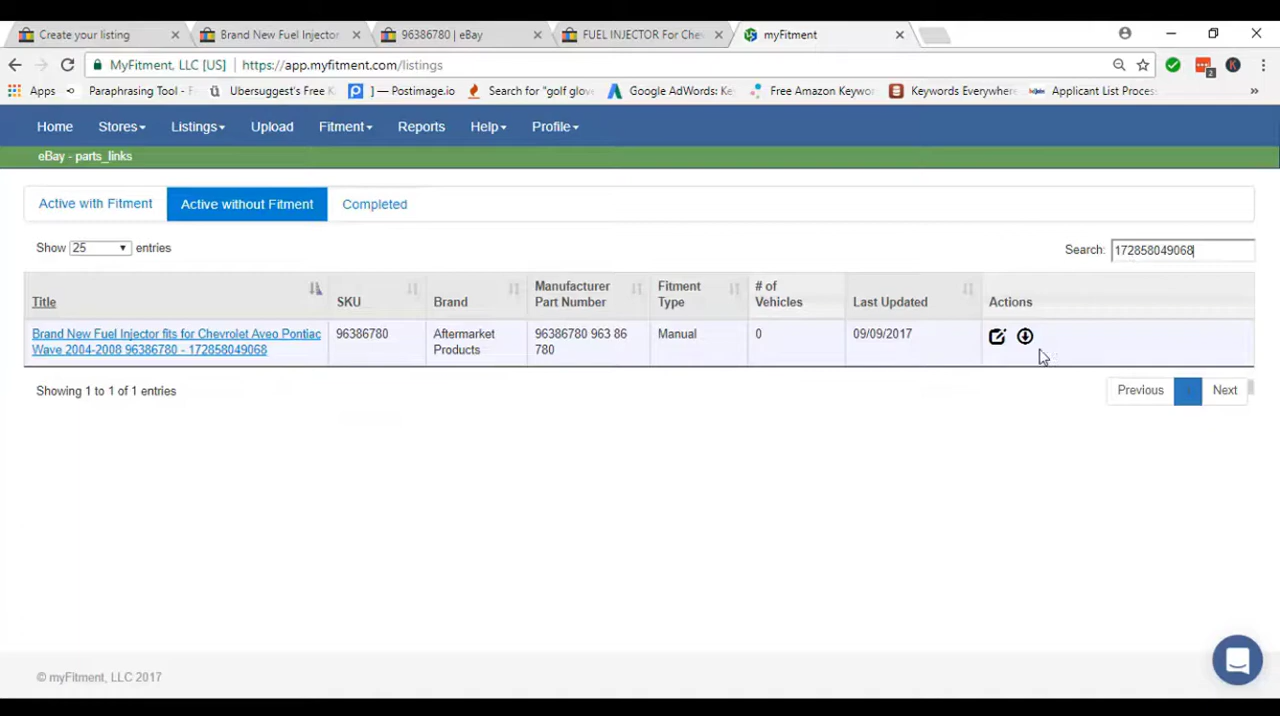 Create your listing
Brand New Fuel Injector
96386780 | eBay
FUEL INJECTOR For Chev
myFitment
MyFitment, LLC [US] https://app.myfitment.com/listings
Apps
Paraphrasing Tool - F
Ubersuggest's Free K
] — Postimage.io
Search for "golf glove
Google AdWords: Ke
Free Amazon Keywo
Keywords Everywhere
Applicant List Process
»
Home
Stores
Listings
Upload
Fitment
Reports
Help
Profile
eBay - parts_links
Active with Fitment
Active without Fitment
Completed
Show 25 entries
Search: 172858049068
Title
SKU
Brand
Manufacturer
Part Number
Fitment
Type
# of
Vehicles
Last Updated
Actions
Brand New Fuel Injector fits for Chevrolet Aveo Pontiac
Wave 2004-2008 96386780 - 172858049068
96386780
Aftermarket
Products
96386780 963 86
780
Manual
0
09/09/2017
Showing 1 to 1 of 1 entries
Previous
Next
© myFitment, LLC 2017